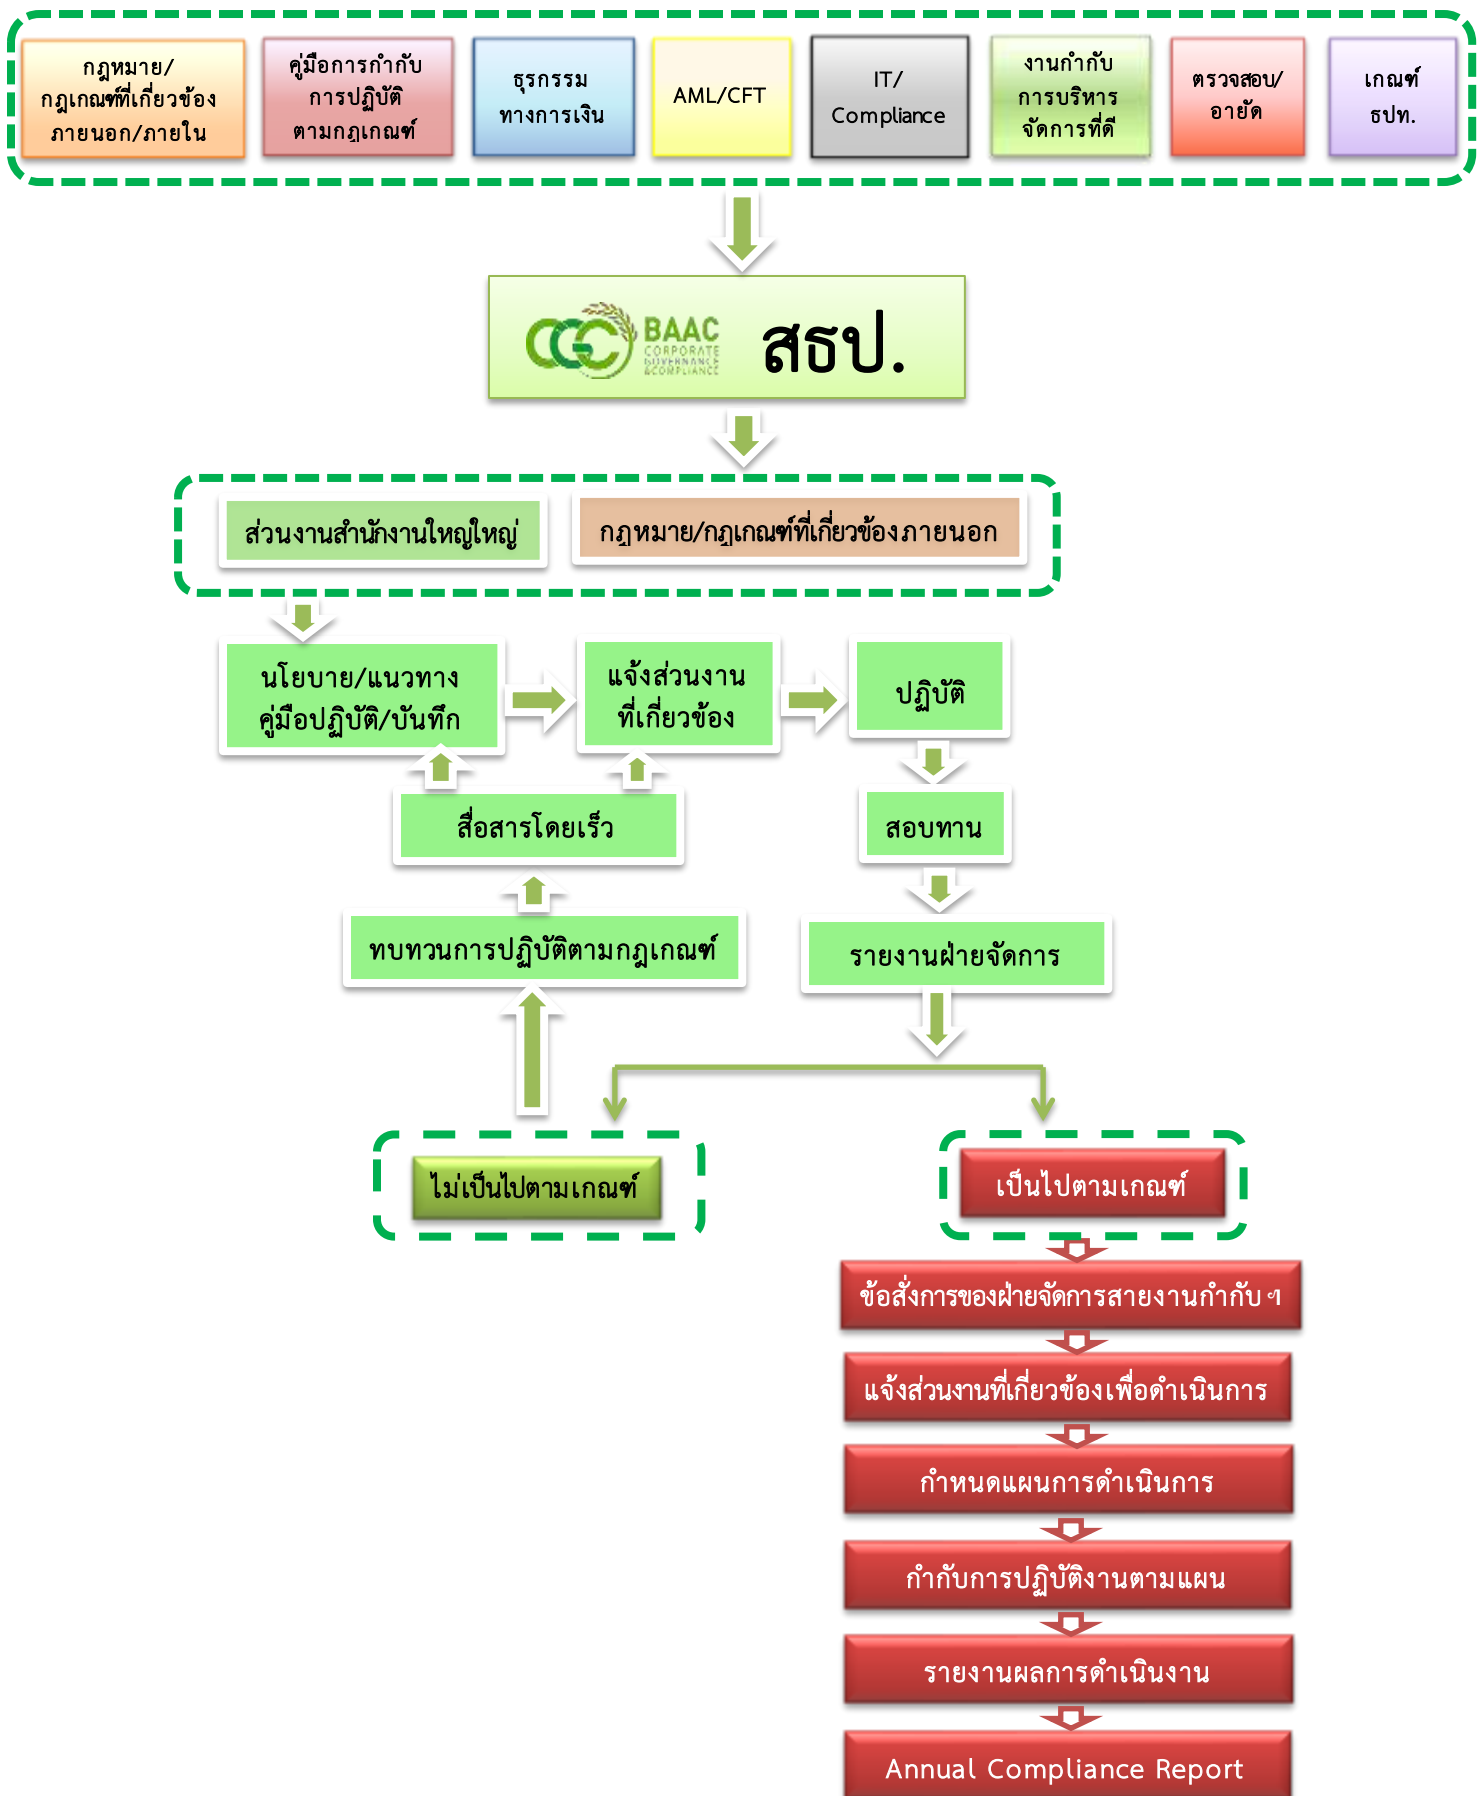 กฎหมาย/
กฎเกณฑ์ที่เกี่ยวข้อง
ภายนอก/ภายใน
คู่มือการกำกับ
การปฏิบัติ
ตามกฎเกณฑ์
ธุรกรรม
ทางการเงิน
AML/CFT
IT/
Compliance
งานกำกับ
การบริหาร
จัดการที่ดี
ตรวจสอบ/
อายัด
เกณฑ์
ธปท.
BAAC
CORPORATE
GOVERNANCE
&COMPLIANCE
สธป.
ส่วนงานสำนักงานใหญ่ใหญ่
กฎหมาย/กฎเกณฑ์ที่เกี่ยวข้องภายนอก
นโยบาย/แนวทาง
คู่มือปฏิบัติ/บันทึก
แจ้งส่วนงาน
ที่เกี่ยวข้อง
ปฏิบัติ
สื่อสารโดยเร็ว
สอบทาน
ทบทวนการปฏิบัติตามกฎเกณฑ์
รายงานฝ่ายจัดการ
ไม่เป็นไปตามเกณฑ์
เป็นไปตามเกณฑ์
ข้อสั่งการของฝ่ายจัดการสายงานกำกับฯ
แจ้งส่วนงานที่เกี่ยวข้องเพื่อดำเนินการ
กำหนดแผนการดำเนินการ
กำกับการปฏิบัติงานตามแผน
รายงานผลการดำเนินงาน
Annual Compliance Report